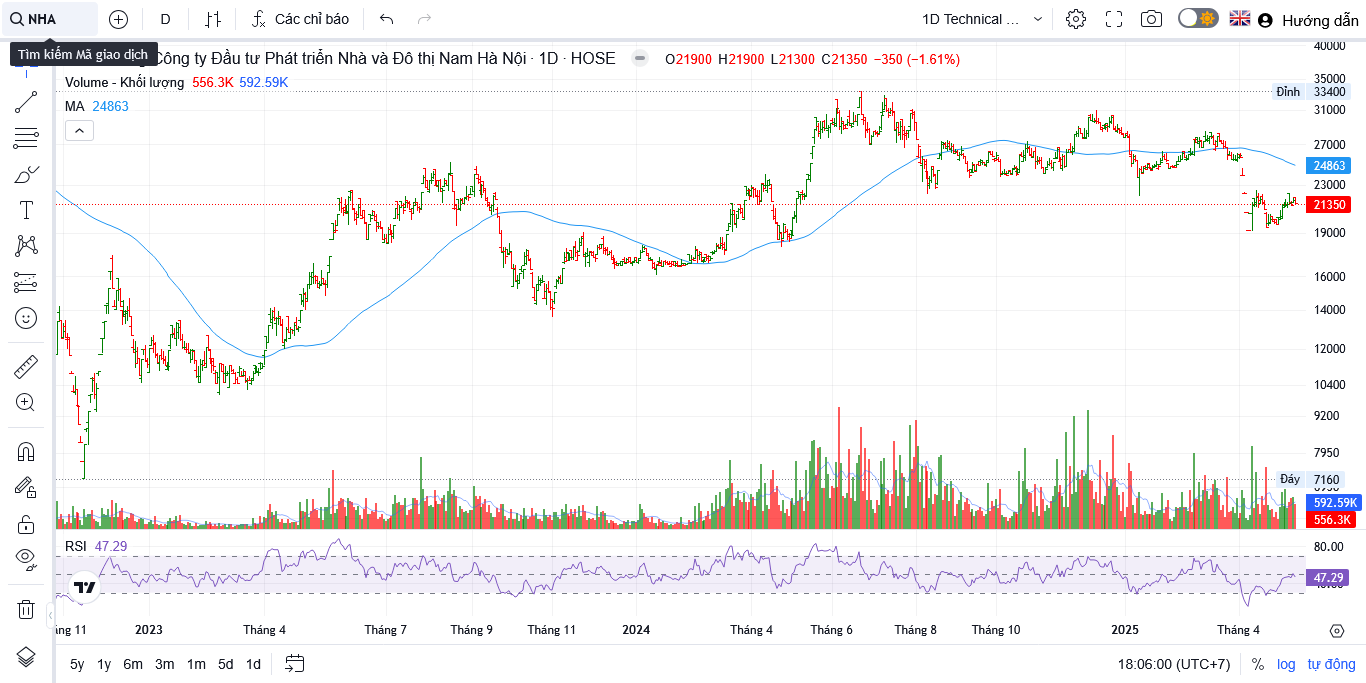 NHA
D
Các chỉ báo
1D Technical ...
Hướng dẫn
Tìm kiếm Mã giao dịch
Công ty Đầu tư Phát triển Nhà và Đô thị Nam Hà Nội · 1D · HOSE
O21900 H21900 L21300 C21350 −350 (−1.61%)
Volume - Khối lượng 556.3K 592.59K
MA 24863
40000
35000
Đỉnh 33400
31000
27000
24863
23000
21350
19000
16000
14000
12000
10400
9200
7950
Đáy 7160
592.59K
556.3K
RSI 47.29
80.00
47.29
ng 11 2023 Tháng 4 Tháng 7 Tháng 9 Tháng 11 2024 Tháng 4 Tháng 6 Tháng 8 Tháng 10 2025 Tháng 4
5y 1y 6m 3m 1m 5d 1d
18:06:00 (UTC+7) % log tự động